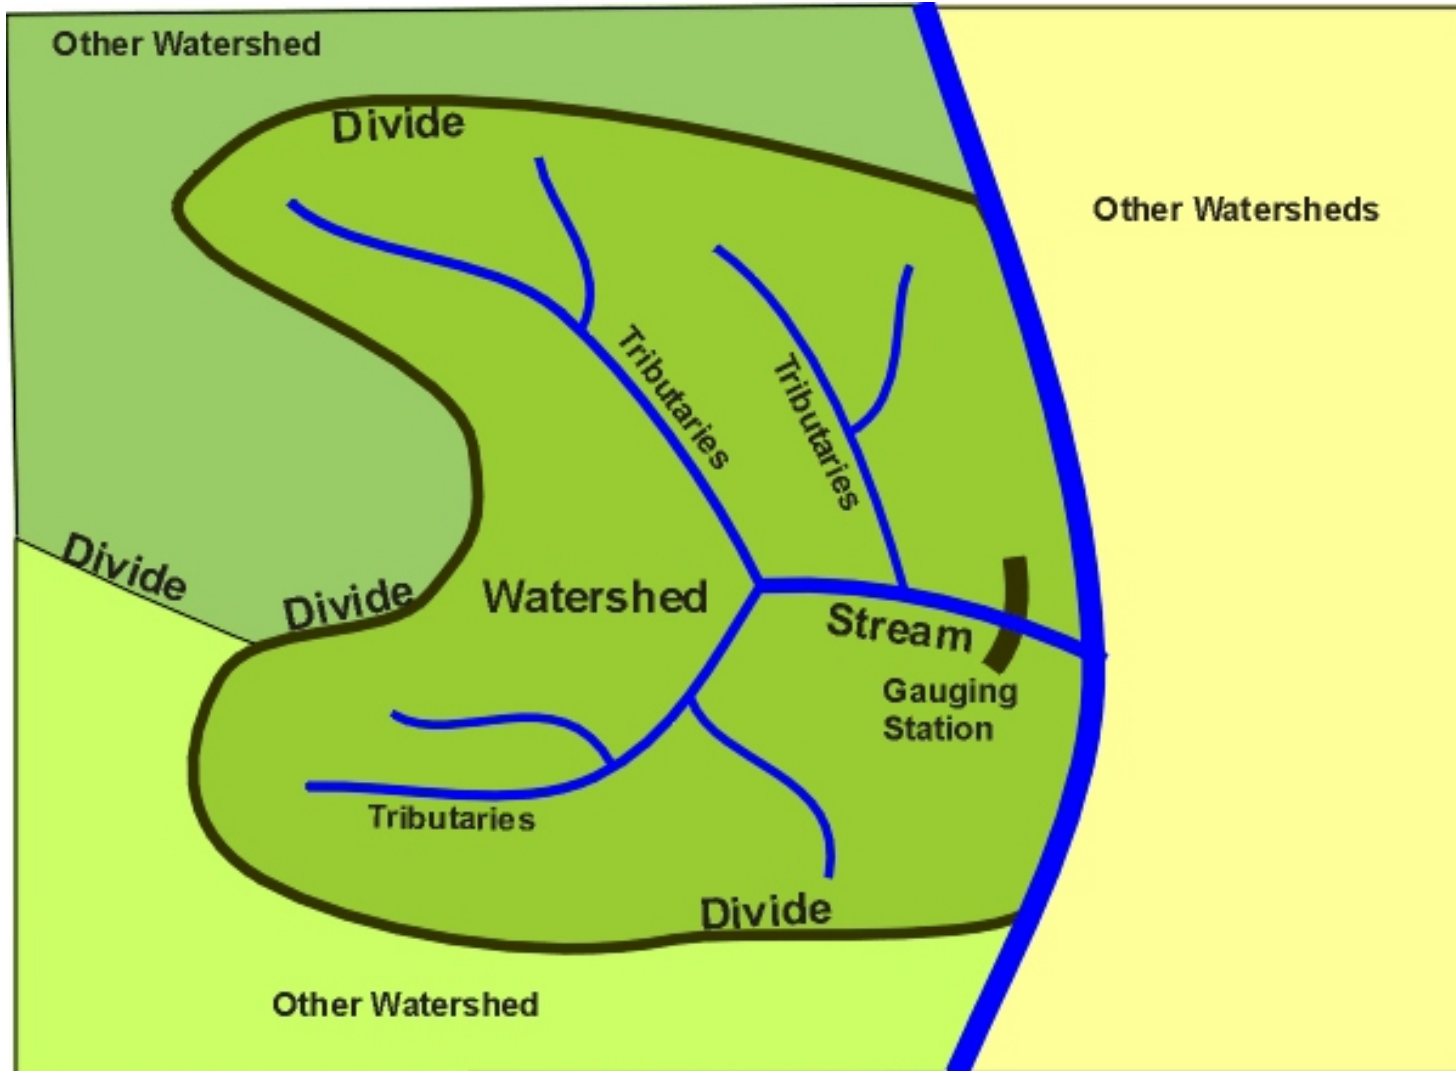 Other Watershed
Divide
Other Watersheds
Tributaries
Tributaries
Divide
Divide
Watershed
Stream
Gauging
Station
Tributaries
Divide
Other Watershed